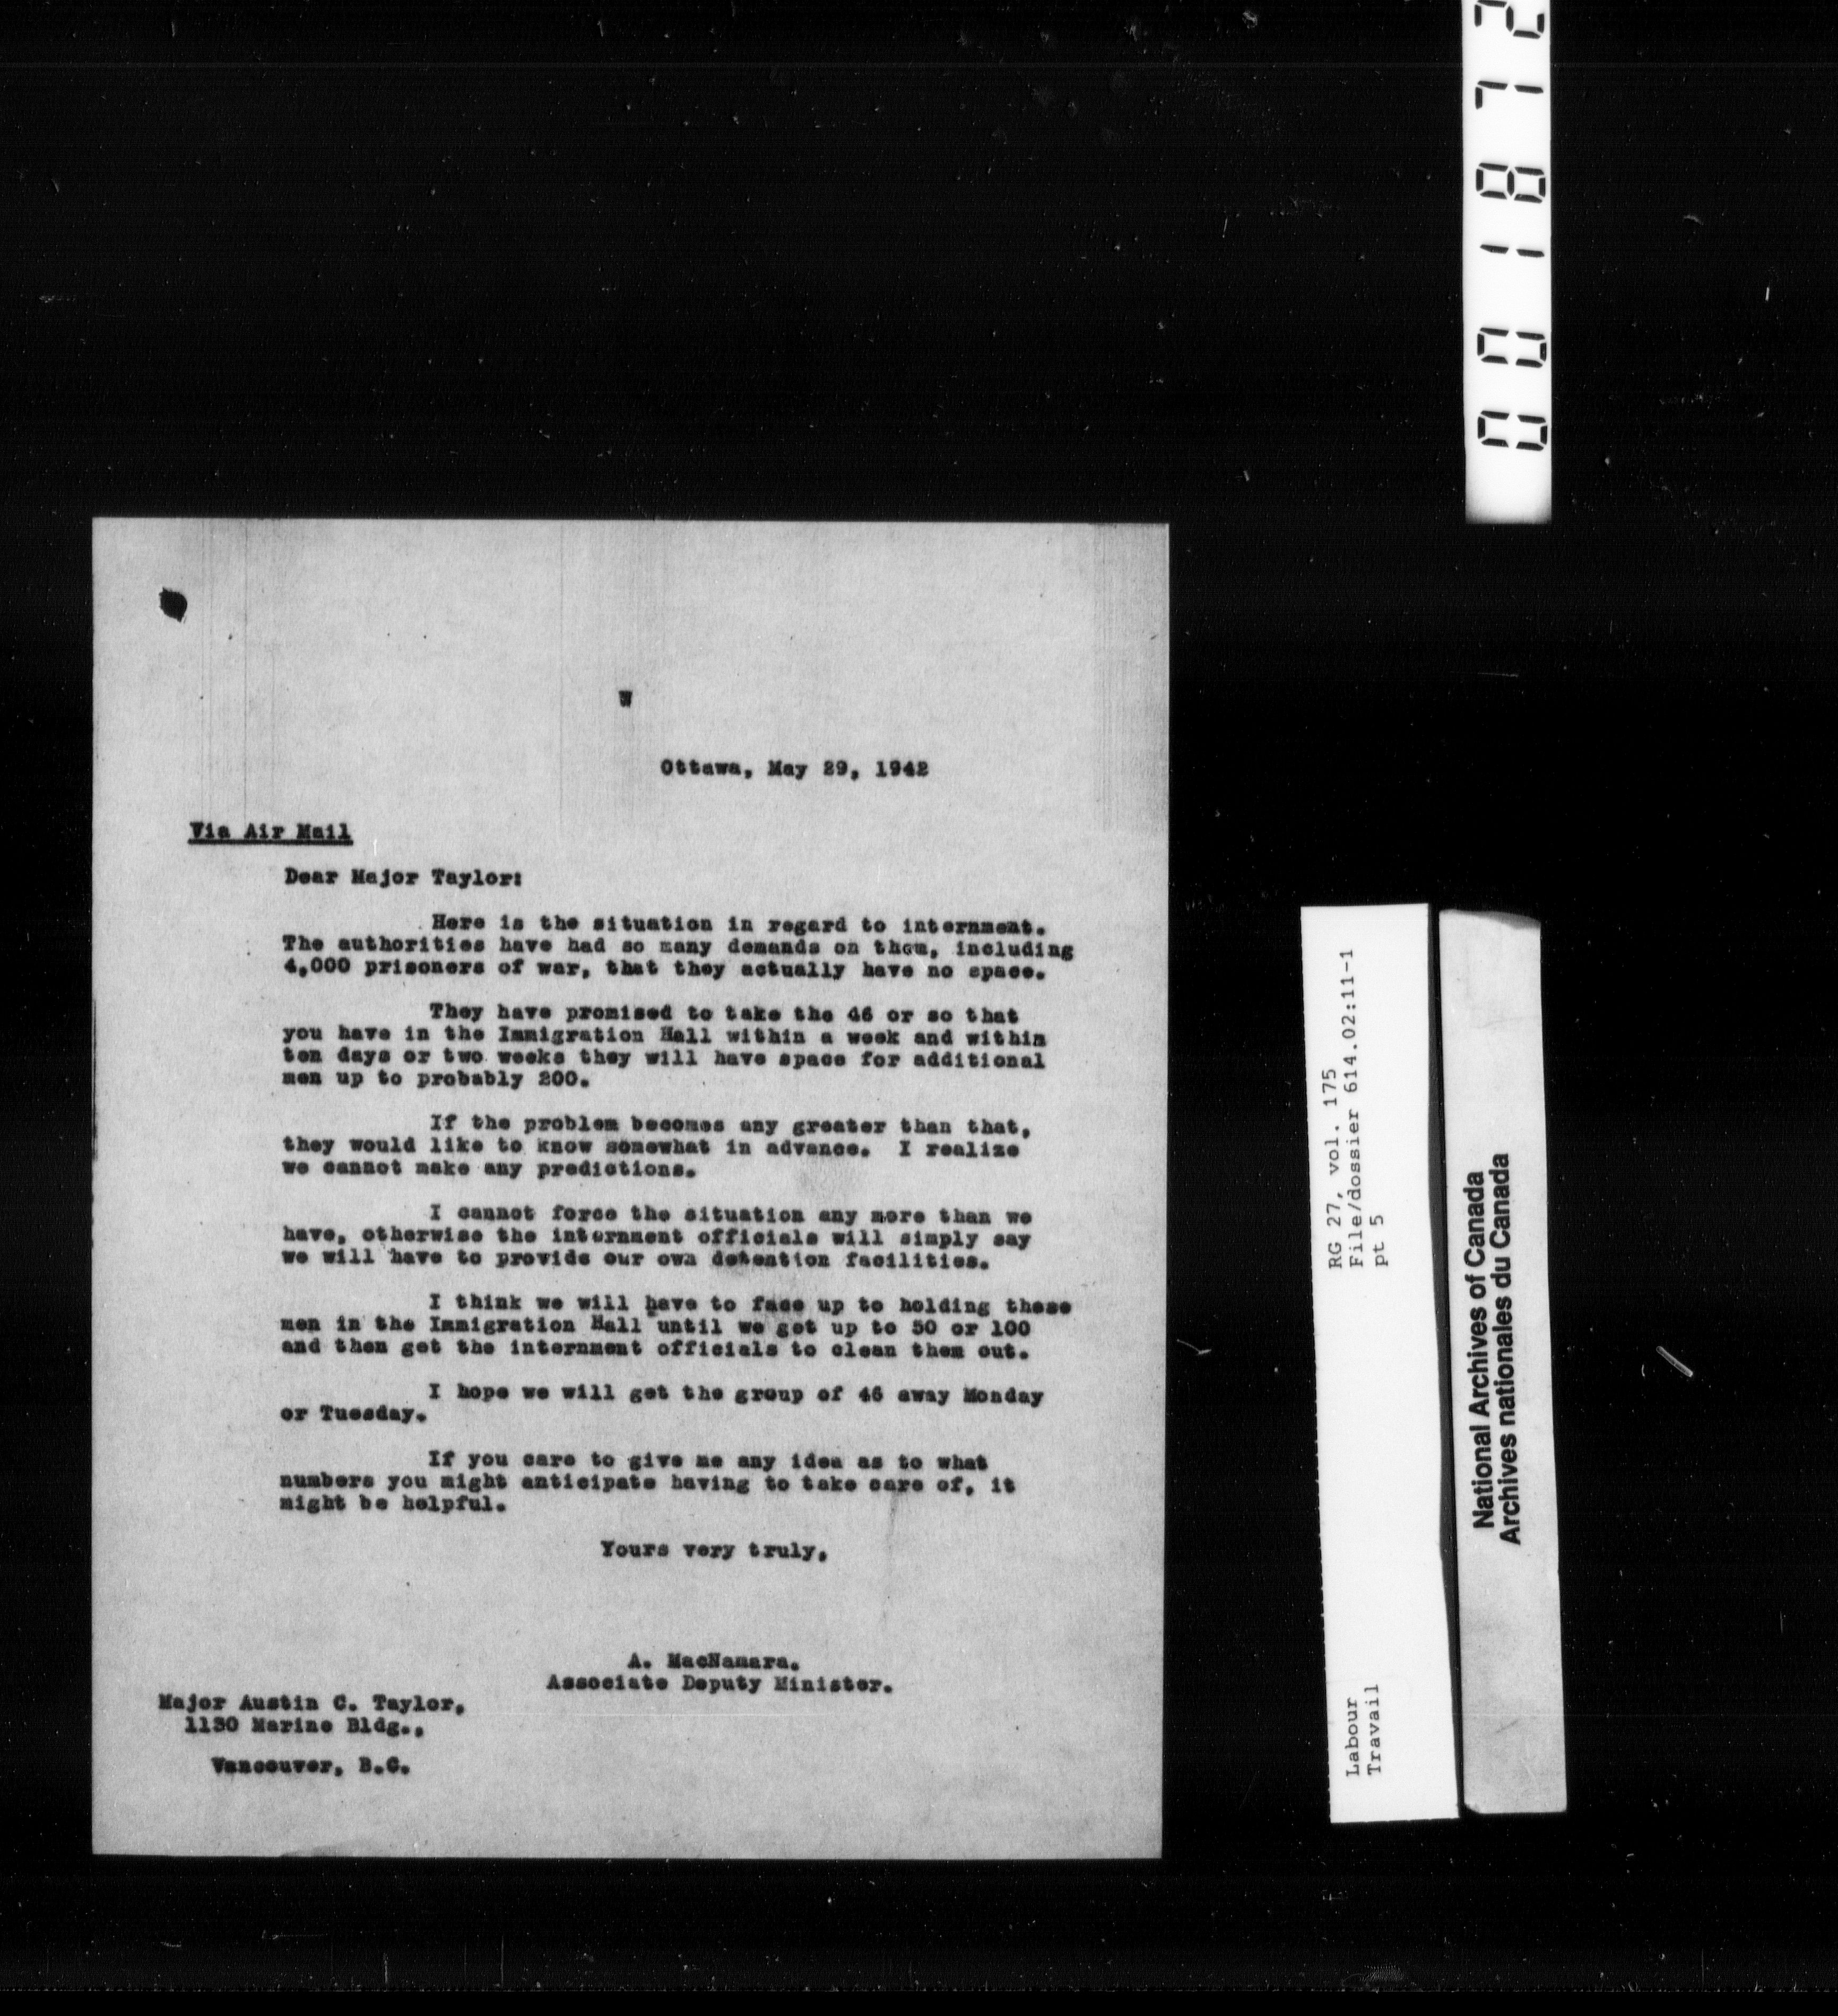 W
Ottawa, May 29, 1942
Via Air Mail
Dear Major Taylor:
Here is the situation in regard to internment.
The authorities have had so many demands on them, including
4,000 prisoners of war, that they actually have no space.
They have promised to take the 46 or so that
you have in the Immigration Hall within a week and within
ten days or two weeks they will have space for additional
men up to probably 200.
If the problem becomes any greater than that,
they would like to know somewhat in advance. I realize
we cannot make any predictions.
I cannot force the situation any more than we
have, otherwise the internment officials will simply say
we will have to provide our own detention facilities.
I think we will have to face up to holding these
men in the Immigration Hall until we get up to 50 or 100
and then get the internment officials to clean them out.
I hope we will get the group of 46 away Monday
or Tuesday.
If you care to give me any idea as to what
numbers you might anticipate having to take care of, it
might be helpful.
Yours very truly,
A. MacNamara.
Associate Deputy Minister.
Major Austin C. Taylor,
1130 Marine Bldg.,
Vancouver, B.C.
001872
RG 27, vol. 175
File/dossier 614.02:11-1
pt 5
Labour
Travail
National Archives of Canada
Archives nationales du Canada